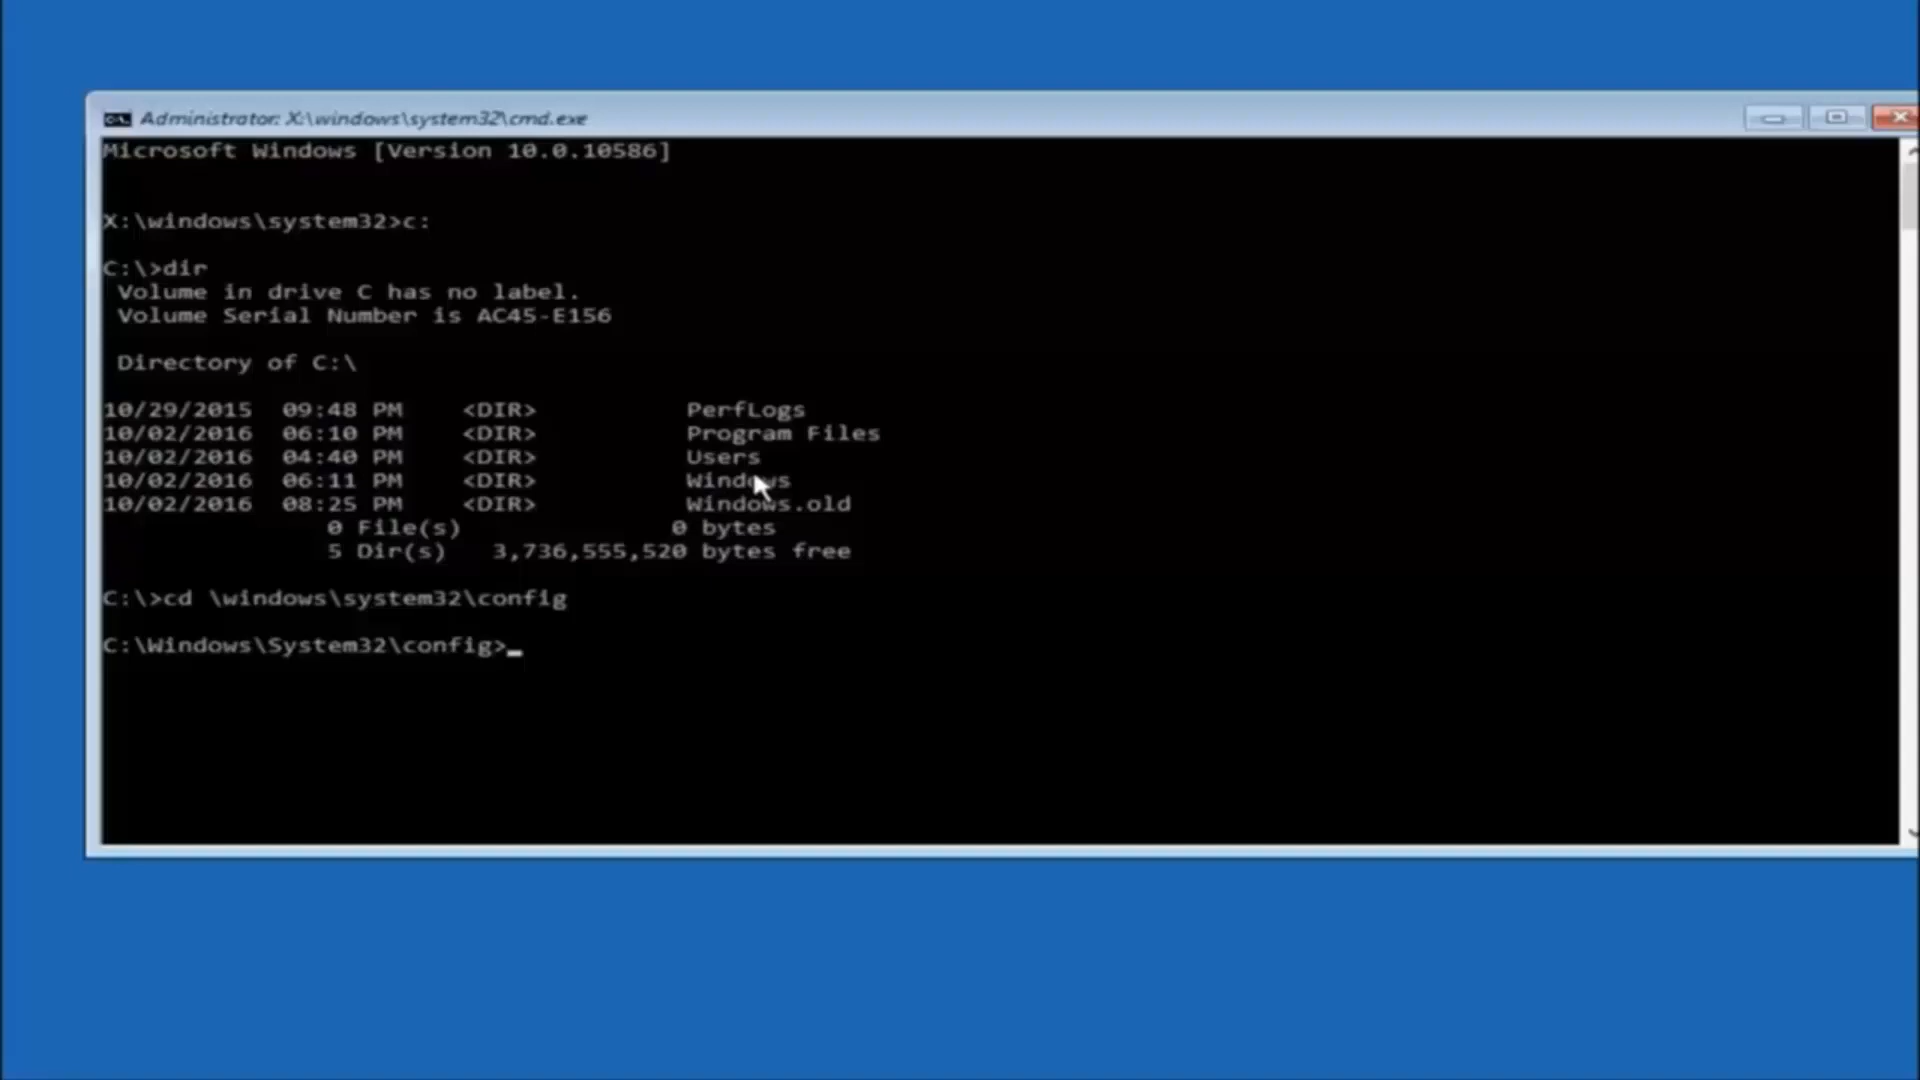 Administrator: X:\windows\system32\cmd.exe
Microsoft Windows [Version 10.0.10586]
X:\windows\system32>c:
C:\>dir
Volume in drive C has no label.
Volume Serial Number is AC45-E156
Directory of C:\
10/29/2015  09:48 PM    <DIR>          PerfLogs
10/02/2016  06:10 PM    <DIR>          Program Files
10/02/2016  04:40 PM    <DIR>          Users
10/02/2016  06:11 PM    <DIR>          Windows
10/02/2016  08:25 PM    <DIR>          Windows.old
0 File(s)              0 bytes
5 Dir(s)   3,736,555,520 bytes free
C:\>cd \windows\system32\config
C:\Windows\System32\config>_